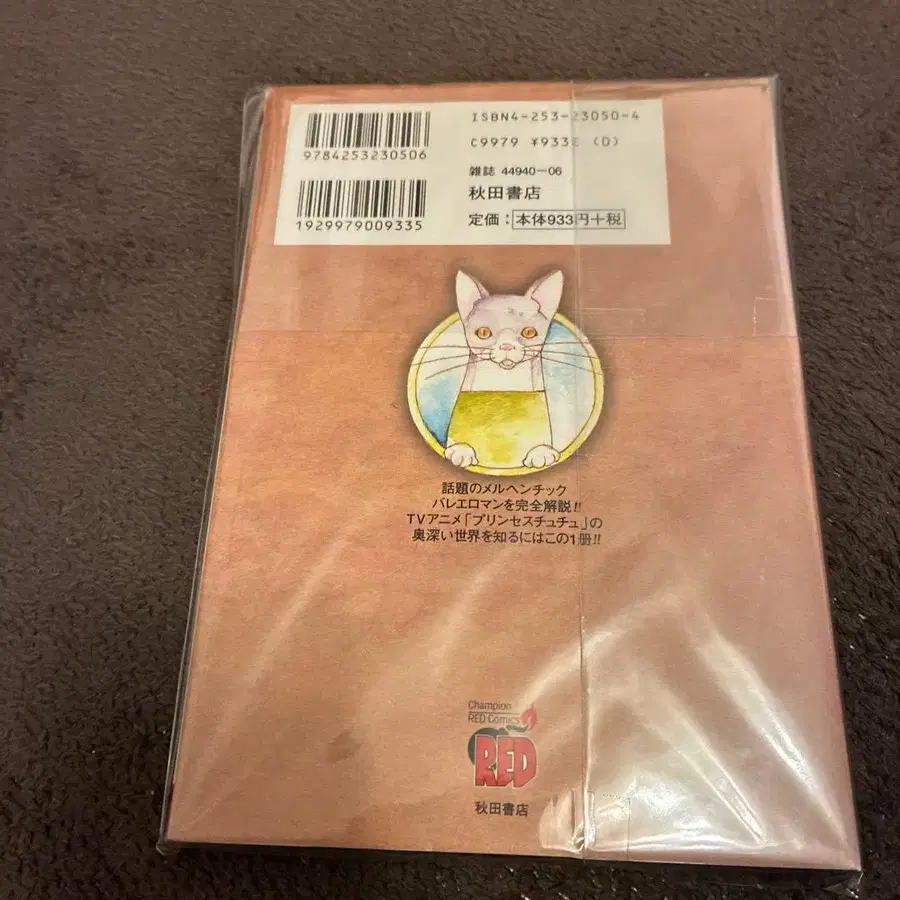 ISBN4-253-23050-4
C9979 ¥933E (D)
9784253230506
雑誌 44940-06
秋田書店
1929979009335
定価：本体933円+税
話題のメルヘンチック
バレエロマンを完全解説!!
TVアニメ「プリンセスチュチュ」の
奥深い世界を知るにはこの1冊!!
Champion
RED Comics
RED
秋田書店